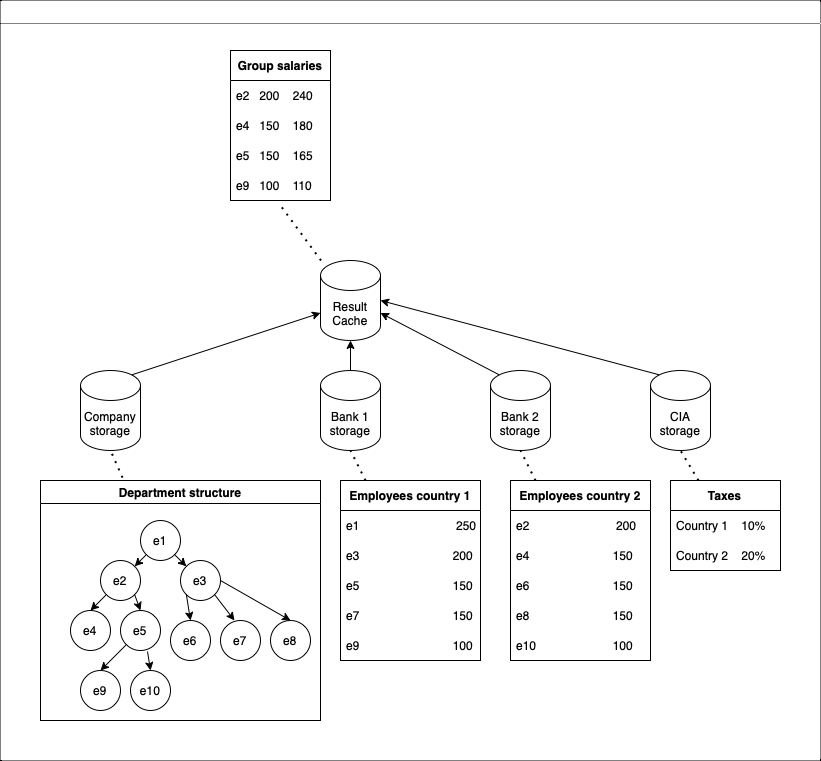 Group salaries
e2 200 240
e4 150 180
e5 150 165
e9 100 110
Result
Cache
Company
storage
Bank 1
storage
Bank 2
storage
CIA
storage
Department structure
e1
e2
e3
e4
e5
e6
e7
e8
e9
e10
Employees country 1
e1 250
e3 200
e5 150
e7 150
e9 100
Employees country 2
e2 200
e4 150
e6 150
e8 150
e10 100
Taxes
Country 1 10%
Country 2 20%